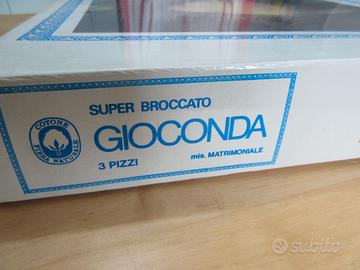 SUPER BROCCATO
COTONE
FIBRA NATURALE
GIOCONDA
3 PIZZI
mis. MATRIMONIALE
subito